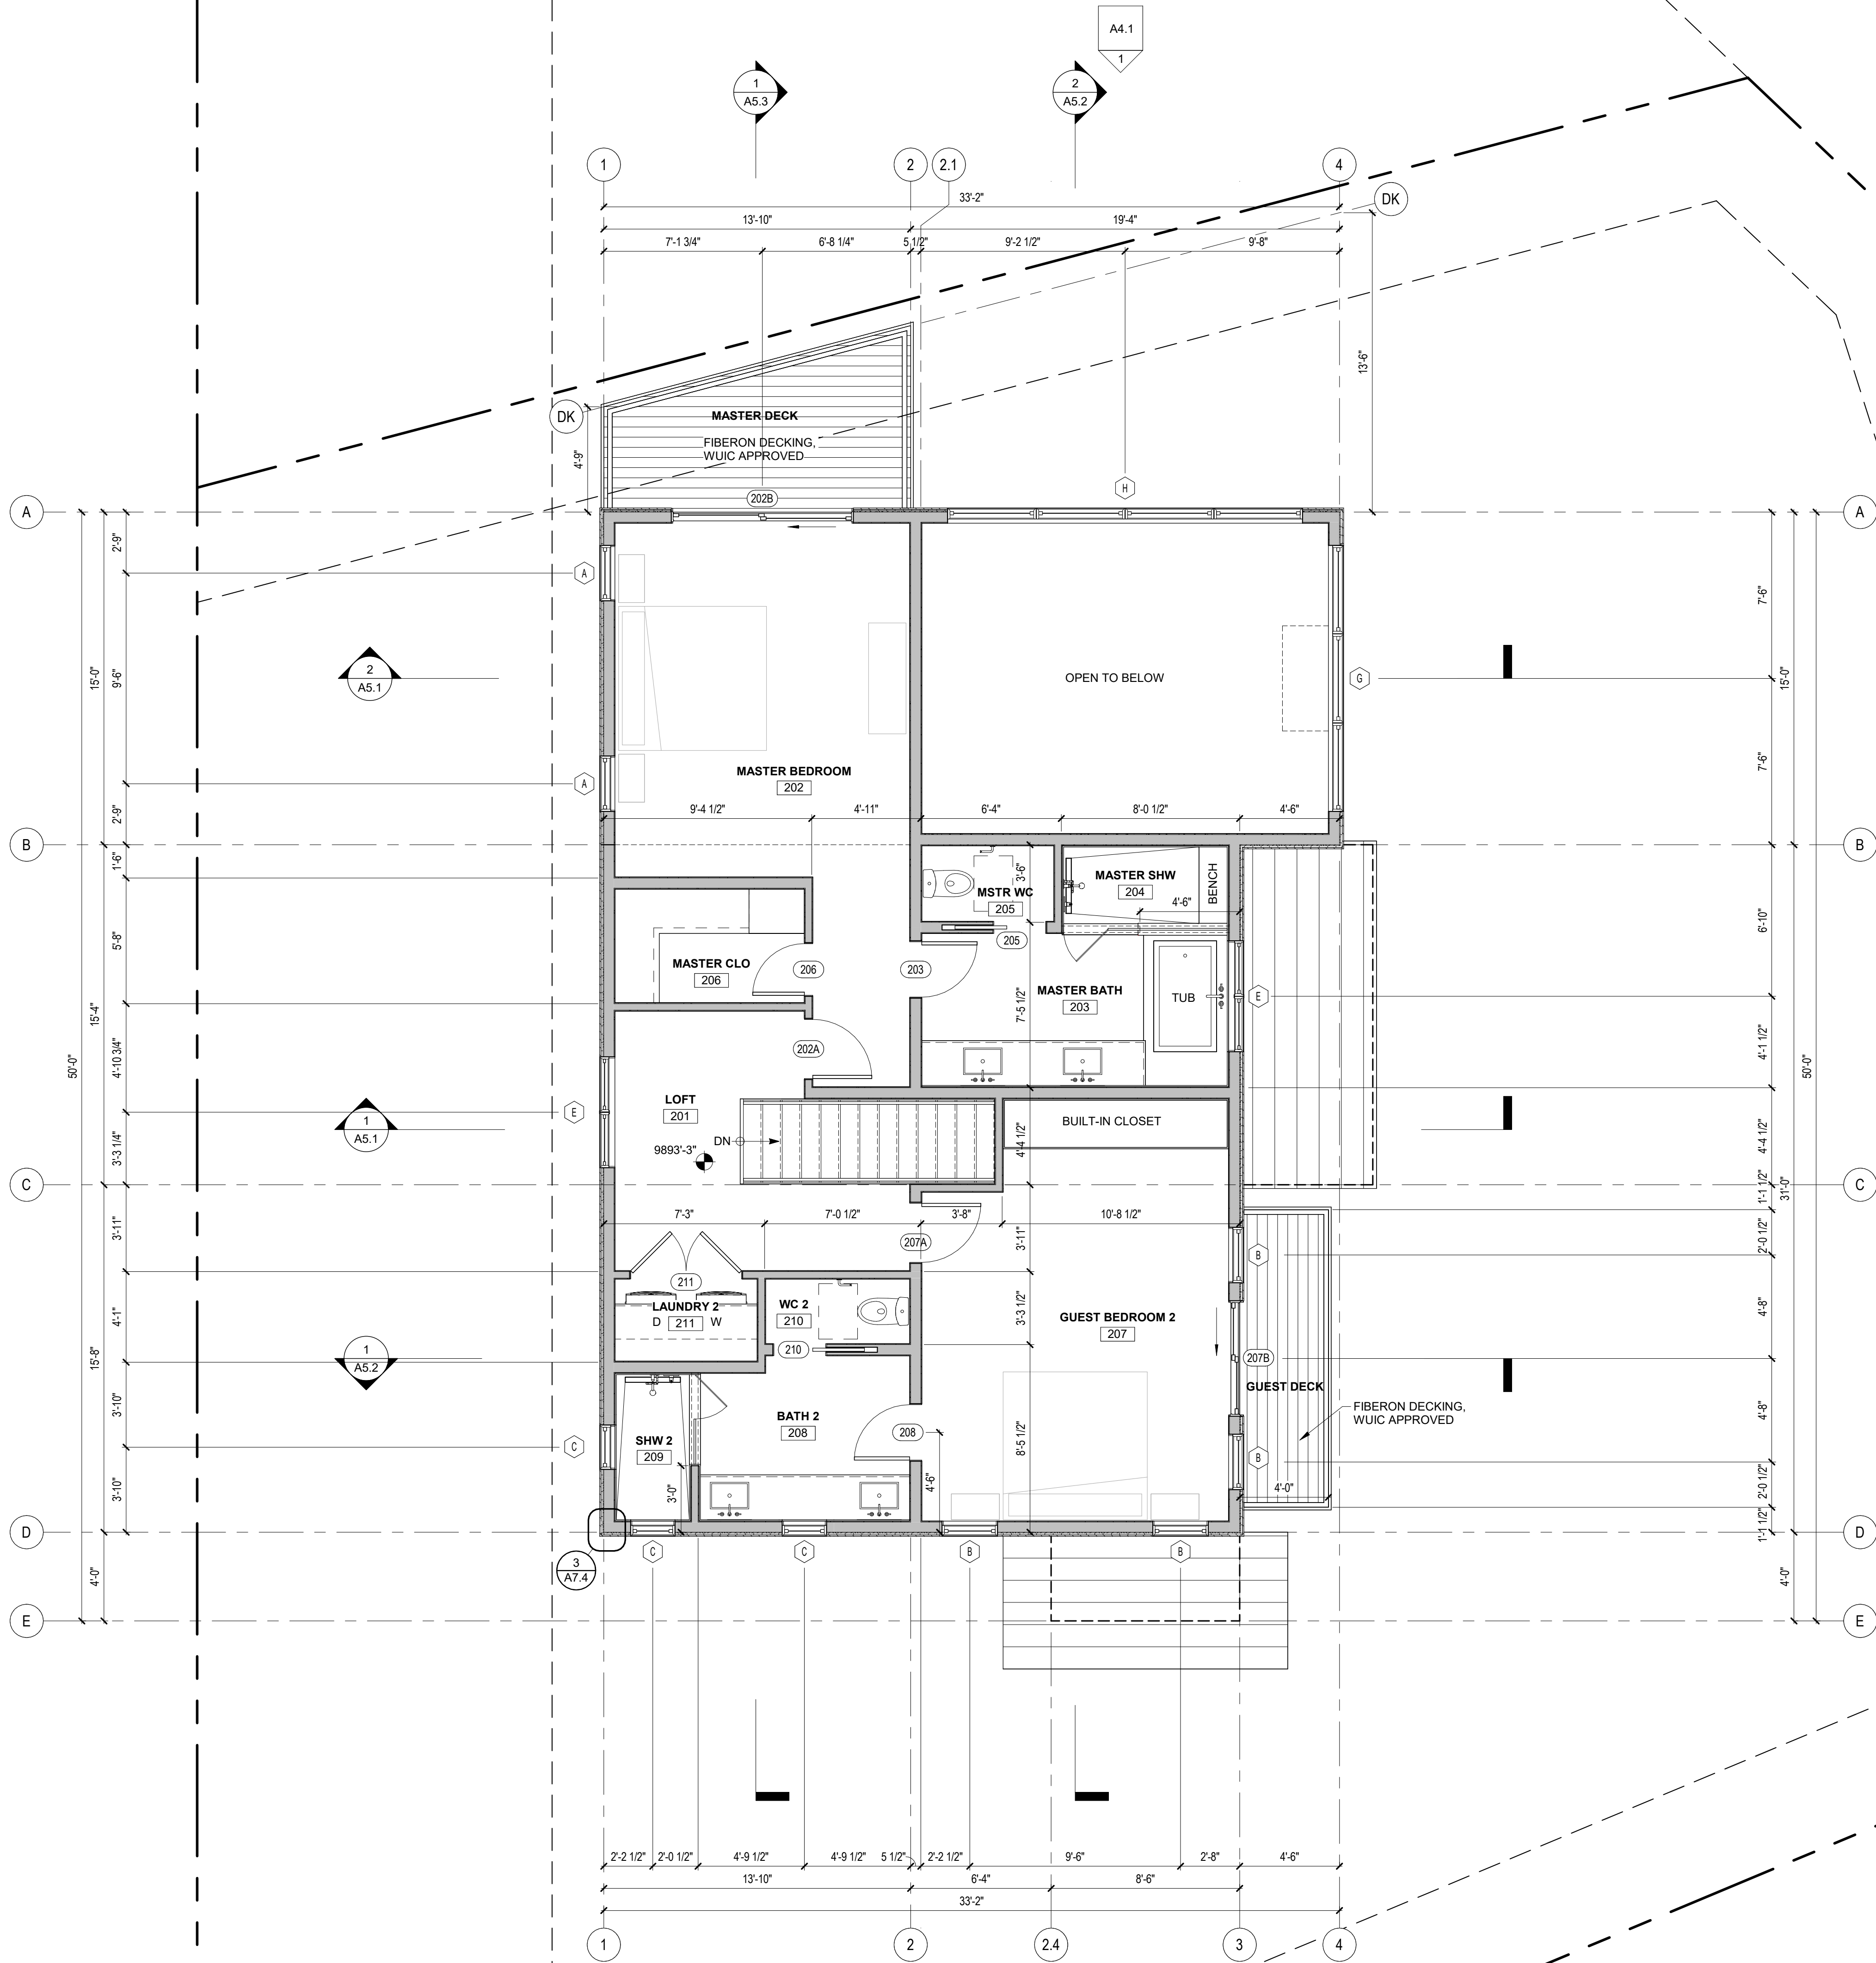 A4.1
1
1
A5.3
2
A5.2
1
2
2.1
4
33'-2"
DK
13'-10"
19'-4"
7'-1 3/4"
6'-8 1/4"
5 1/2"
9'-2 1/2"
9'-8"
13'-6"
DK
MASTER DECK
4'-9"
FIBERON DECKING,
WUIC APPROVED
H
202B
A
A
2'-9"
A
7'-6"
15'-0"
9'-6"
2
A5.1
OPEN TO BELOW
G
15'-0"
7'-6"
MASTER BEDROOM
202
A
2'-9"
9'-4 1/2"
4'-11"
6'-4"
8'-0 1/2"
4'-6"
B
B
1'-6"
3'-6"
MASTER SHW
204
BENCH
MSTR WC
205
4'-6"
6'-10"
5'-8"
205
MASTER CLO
206
206
203
MASTER BATH
203
TUB
E
7'-5 1/2"
15'-4"
4'-10 3/4"
202A
4'-1 1/2"
50'-0"
50'-0"
LOFT
201
E
1
A5.1
BUILT-IN CLOSET
DN
9893'-3"
3'-3 1/4"
4'-4 1/2"
4'-4 1/2"
C
C
1'-1 1/2"
31'-0"
7'-3"
7'-0 1/2"
3'-8"
10'-8 1/2"
3'-11"
207A
3'-11"
2'-0 1/2"
B
211
LAUNDRY 2
D
211
W
WC 2
210
3'-3 1/2"
GUEST BEDROOM 2
207
4'-1"
4'-8"
15'-8"
1
A5.2
210
207B
GUEST DECK
3'-10"
FIBERON DECKING,
WUIC APPROVED
4'-8"
BATH 2
208
208
SHW 2
209
C
8'-5 1/2"
B
3'-10"
3'-0"
4'-6"
4'-0"
2'-0 1/2"
1'-1 1/2"
D
D
C
C
B
B
3
A7.4
4'-0"
4'-0"
E
E
2'-2 1/2"
2'-0 1/2"
4'-9 1/2"
4'-9 1/2"
5 1/2"
2'-2 1/2"
9'-6"
2'-8"
4'-6"
13'-10"
6'-4"
8'-6"
33'-2"
1
2
2.4
3
4